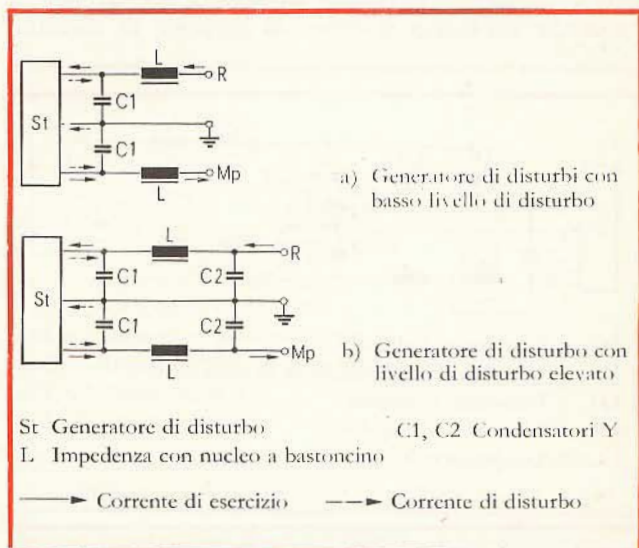 L
R
C1
St
C1
L
Mp
a) Generatore di disturbi con
basso livello di disturbo
L
R
C1
C2
St
C1
C2
L
Mp
b) Generatore di disturbo con
livello di disturbo elevato
St Generatore di disturbo
C1, C2 Condensatori Y
L Impedenza con nucleo a bastoncino
Corrente di esercizio
Corrente di disturbo